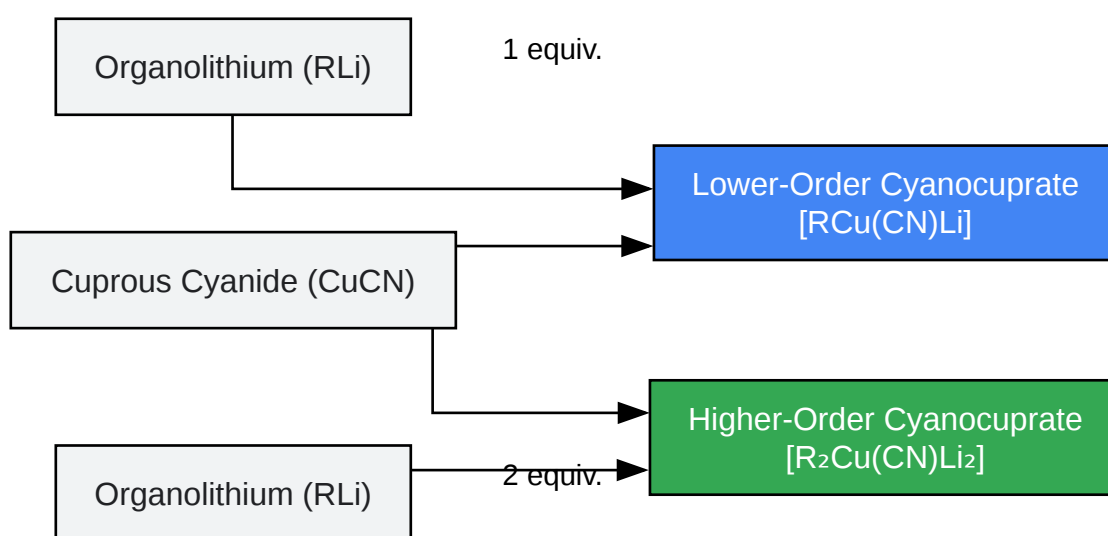 Organolithium (RLi)
1 equiv.
Lower-Order Cyanocuprate
[RCu(CN)Li]
Cuprous Cyanide (CuCN)
Higher-Order Cyanocuprate
[R₂Cu(CN)Li₂]
2 equiv.
Organolithium (RLi)